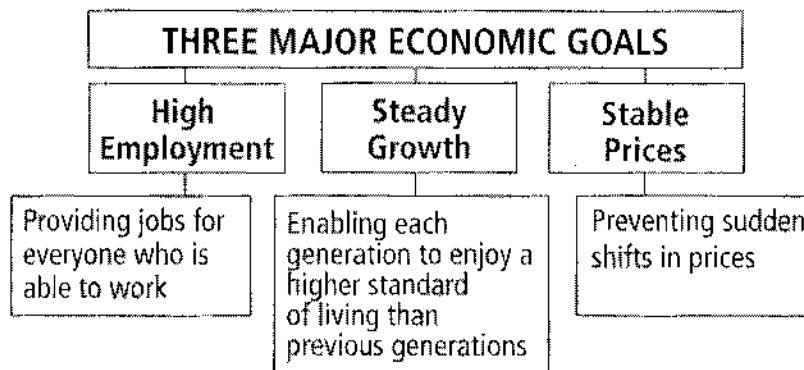 THREE MAJOR ECONOMIC GOALS
High
Employment
Steady
Growth
Stable
Prices
Providing jobs for
everyone who is
able to work
Enabling each
generation to enjoy a
higher standard
of living than
previous generations
Preventing sudden
shifts in prices